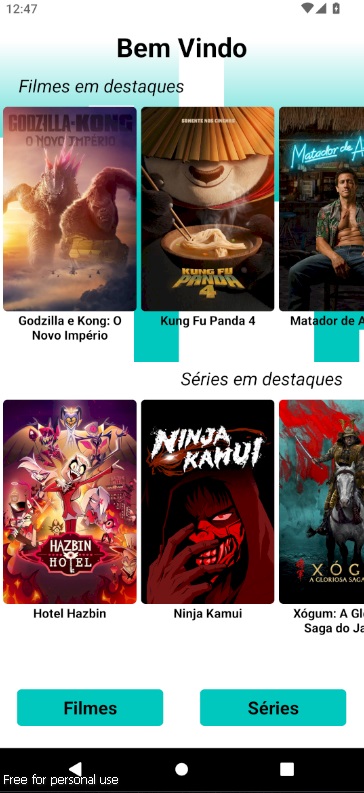 12:47
Bem Vindo
Filmes em destaques
GODZILLA-KONG
O NOVO IMPÉRIO
SOMENTE NOS CINEMAS
KUNG FU
PANDA
4
Matador de A
Godzilla e Kong: O
Novo Império
Kung Fu Panda 4
Matador de A
Séries em destaques
HAZBIN
HOTEL
NINJA
KAMUI
XÓG
A GLORIOSA SAGA
Hotel Hazbin
Ninja Kamui
Xógum: A Gl
Saga do Ja
Filmes
Séries
Free for personal use